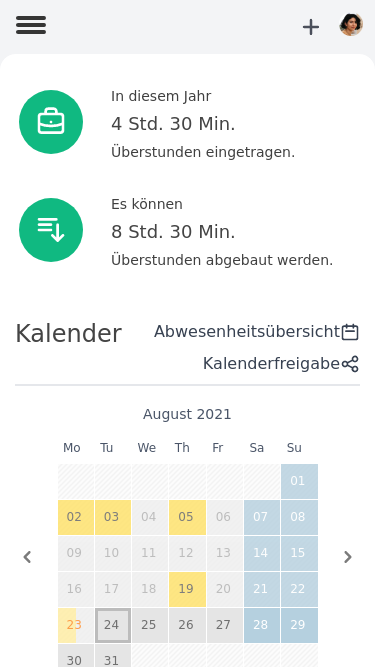 In diesem Jahr
4 Std. 30 Min.
Überstunden eingetragen.
Es können
8 Std. 30 Min.
Überstunden abgebaut werden.
Kalender
Abwesenheitsübersicht
Kalenderfreigabe
August 2021
Mo Tu We Th Fr Sa Su
01
02 03 04 05 06 07 08
09 10 11 12 13 14 15
16 17 18 19 20 21 22
23 24 25 26 27 28 29
30 31